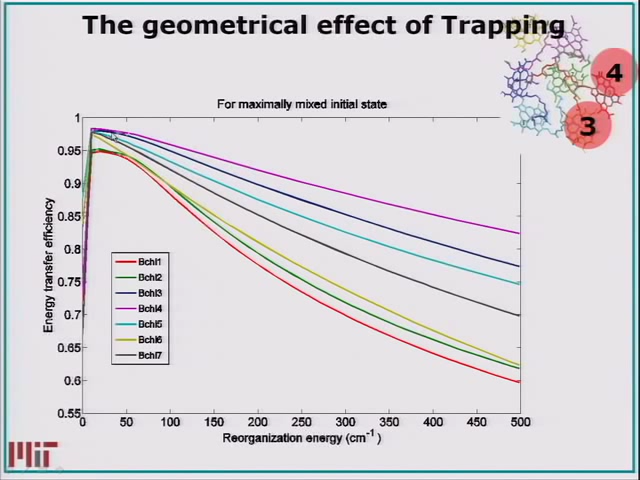 The geometrical effect of Trapping
4
3
For maximally mixed initial state
Energy transfer efficiency
1
0.95
0.9
0.85
0.8
0.75
0.7
0.65
0.6
0.55
Bchl1
Bchl2
Bchl3
Bchl4
Bchl5
Bchl6
Bchl7
0 50 100 150 200 250 300 350 400 450 500
Reorganization energy (cm⁻¹)
MIT